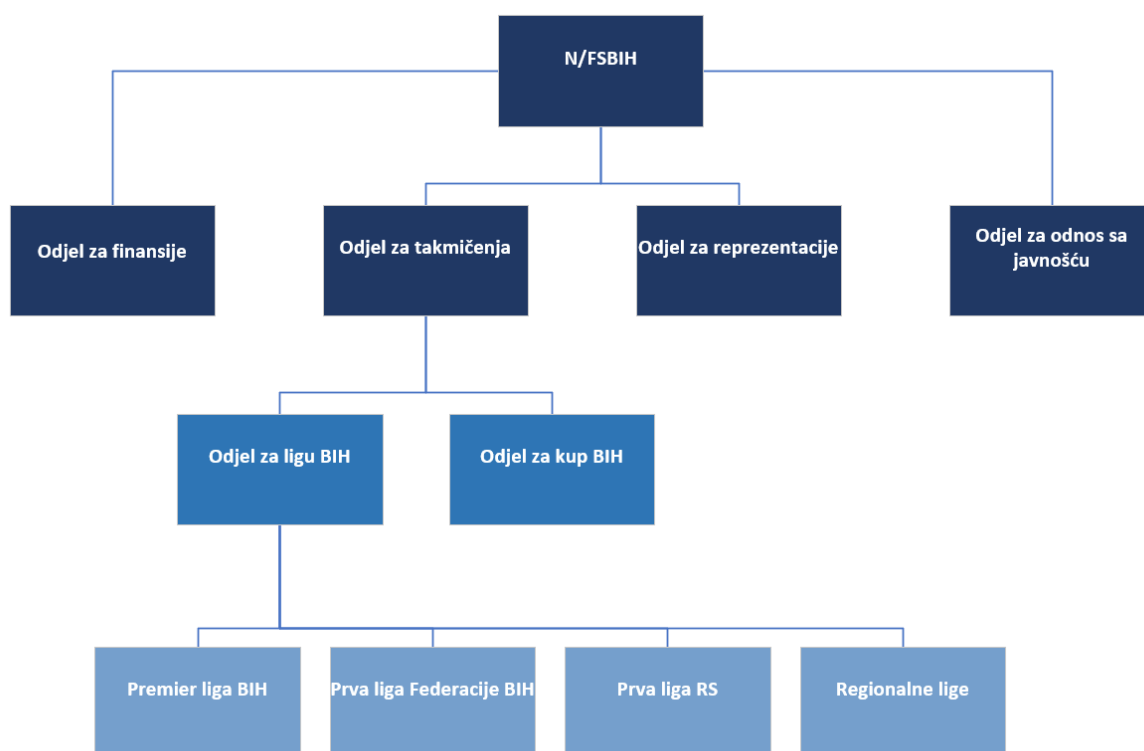 N/FSBIH
Odjel za finansije
Odjel za takmičenja
Odjel za reprezentacije
Odjel za odnos sa
javnošću
Odjel za ligu BIH
Odjel za kup BIH
Premier liga BIH
Prva liga Federacije BIH
Prva liga RS
Regionalne lige